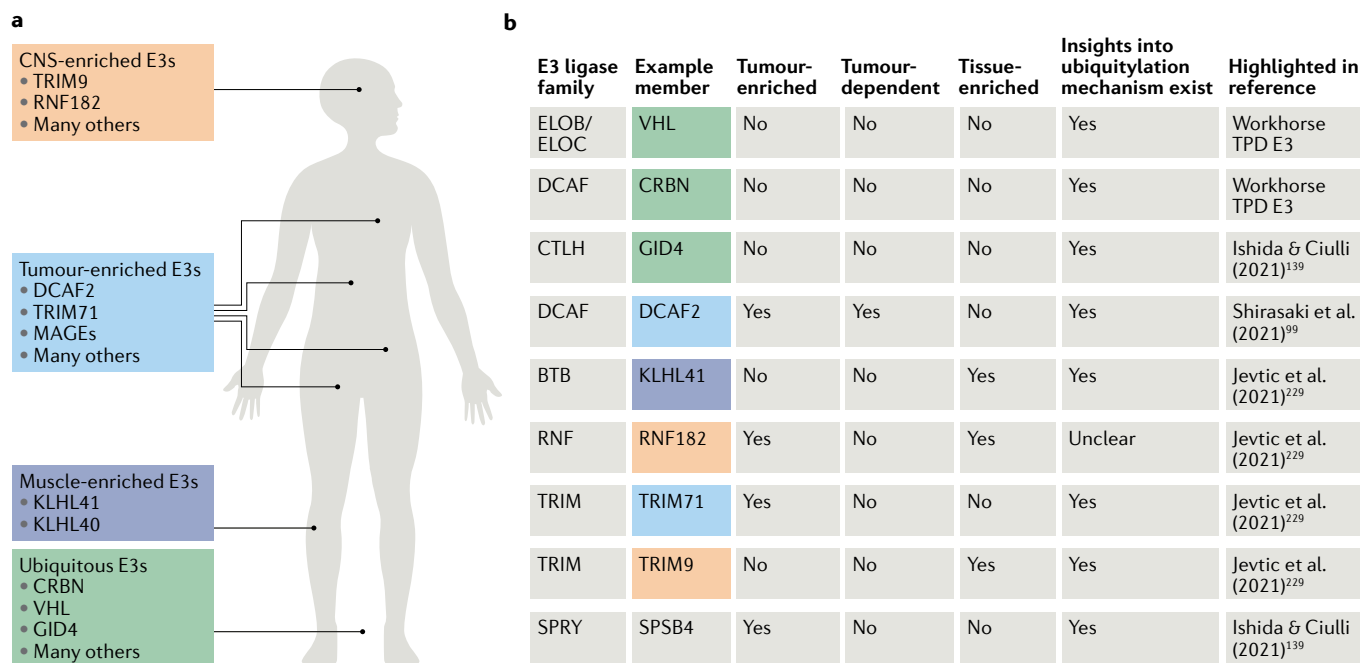 a
CNS-enriched E3s
• TRIM9
• RNF182
• Many others
Tumour-enriched E3s
• DCAF2
• TRIM71
• MAGEs
• Many others
Muscle-enriched E3s
• KLHL41
• KLHL40
Ubiquitous E3s
• CRBN
• VHL
• GID4
• Many others
b
E3 ligase
family
Example
member
Tumour-
enriched
Tumour-
dependent
Tissue-
enriched
Insights into
ubiquitylation
mechanism exist
Highlighted in
reference
ELOB/
ELOC
VHL
No
No
No
Yes
Workhorse
TPD E3
DCAF
CRBN
No
No
No
Yes
Workhorse
TPD E3
CTLH
GID4
No
No
No
Yes
Ishida & Ciulli
(2021)139
DCAF
DCAF2
Yes
Yes
No
Yes
Shirasaki et al.
(2021)99
BTB
KLHL41
No
No
Yes
Yes
Jevtic et al.
(2021)229
RNF
RNF182
Yes
No
Yes
Unclear
Jevtic et al.
(2021)229
TRIM
TRIM71
Yes
No
No
Yes
Jevtic et al.
(2021)229
TRIM
TRIM9
No
No
Yes
Yes
Jevtic et al.
(2021)229
SPRY
SPSB4
Yes
No
No
Yes
Ishida & Ciulli
(2021)139